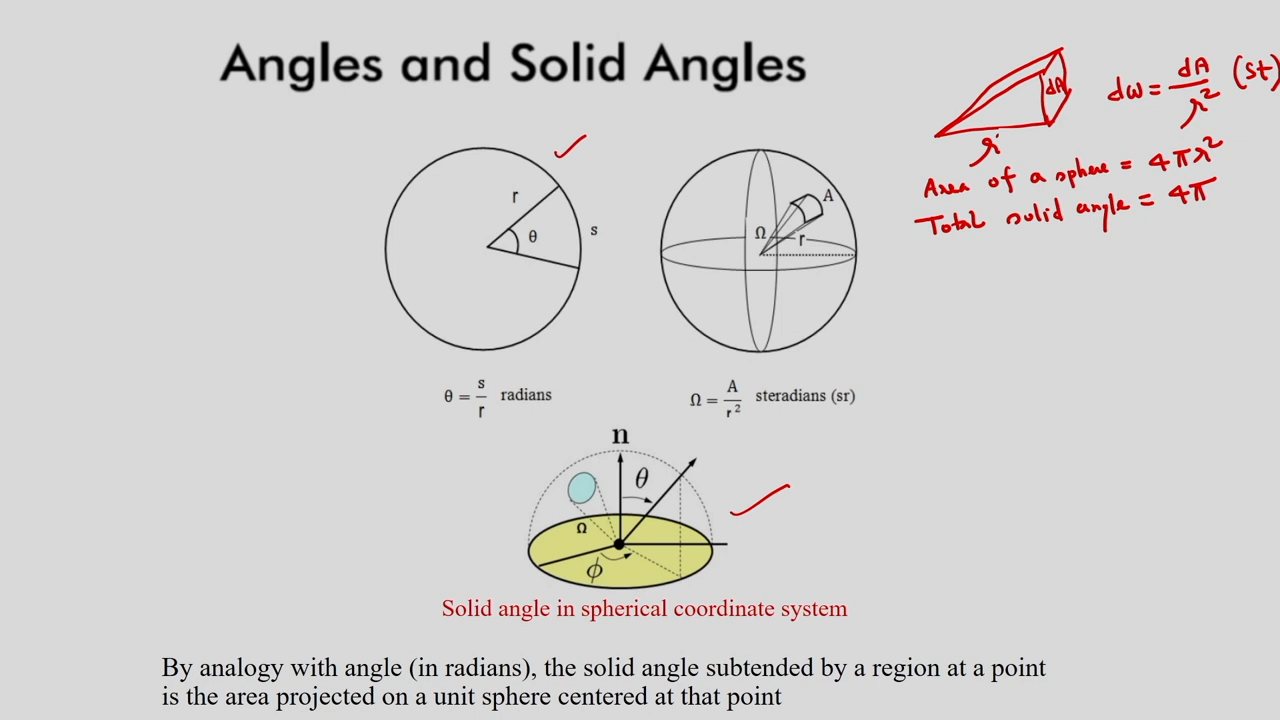 Angles and Solid Angles
dA
r
dω = dA / r² (st)
Area of a sphere = 4πr²
Total solid angle = 4π
r
θ
s
A
Ω
r
θ = s / r radians
Ω = A / r² steradians (sr)
n
θ
Ω
ϕ
Solid angle in spherical coordinate system
By analogy with angle (in radians), the solid angle subtended by a region at a point
is the area projected on a unit sphere centered at that point